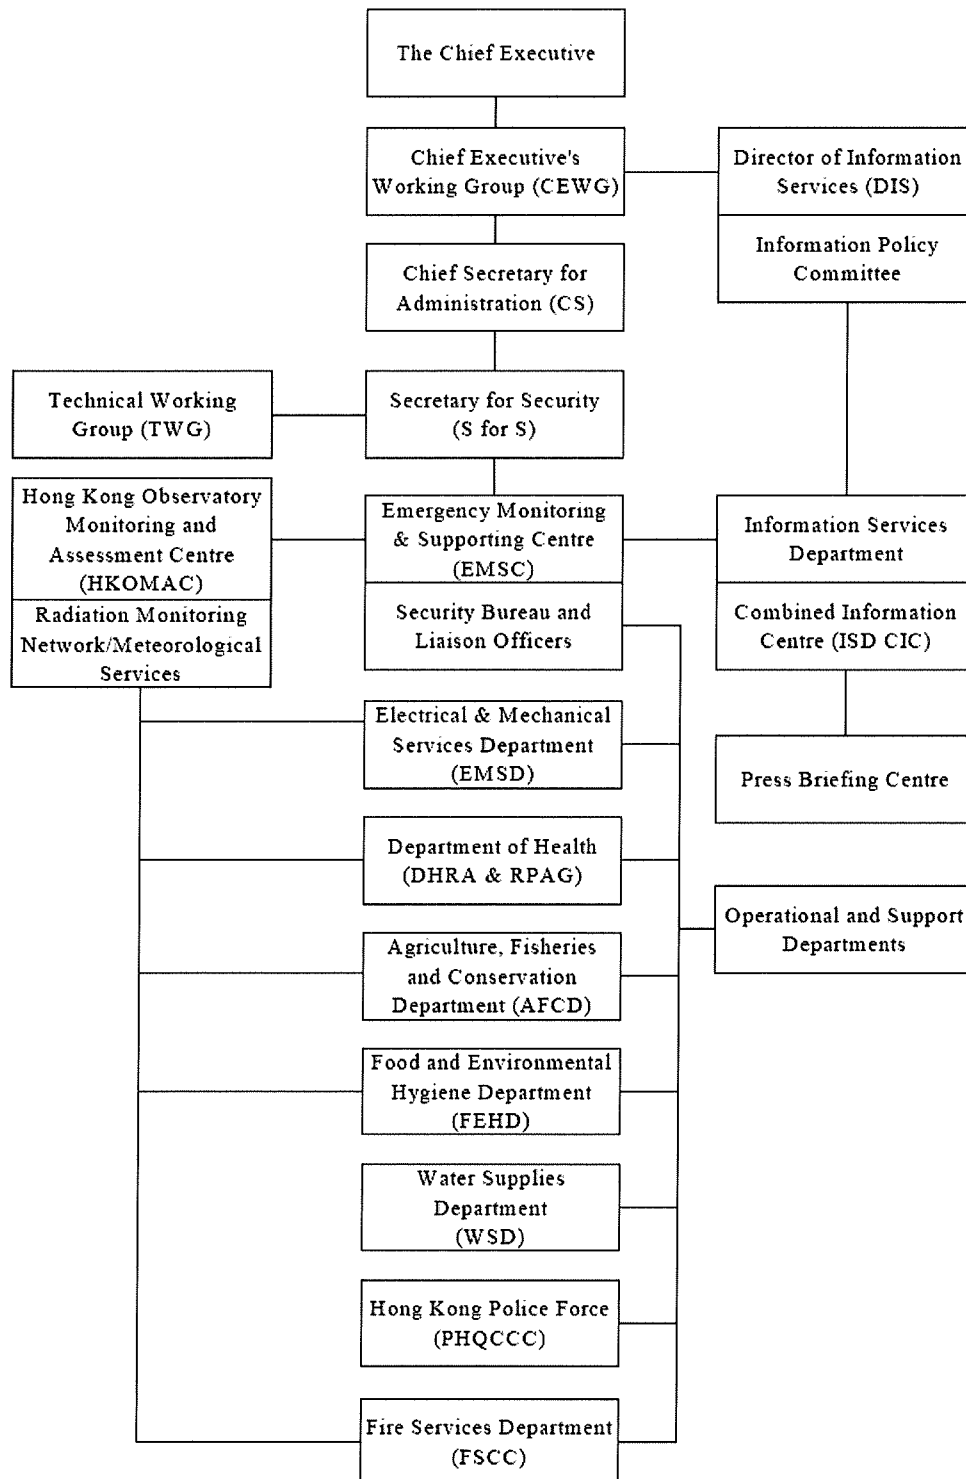 The Chief Executive
Chief Executive's
Working Group (CEWG)
Director of Information
Services (DIS)
Information Policy
Committee
Chief Secretary for
Administration (CS)
Technical Working
Group (TWG)
Secretary for Security
(S for S)
Hong Kong Observatory
Monitoring and
Assessment Centre
(HKOMAC)
Radiation Monitoring
Network/Meteorological
Services
Emergency Monitoring
& Supporting Centre
(EMSC)
Security Bureau and
Liaison Officers
Information Services
Department
Combined Information
Centre (ISD CIC)
Electrical & Mechanical
Services Department
(EMSD)
Press Briefing Centre
Department of Health
(DHRA & RPAG)
Operational and Support
Departments
Agriculture, Fisheries
and Conservation
Department (AFCD)
Food and Environmental
Hygiene Department
(FEHD)
Water Supplies
Department
(WSD)
Hong Kong Police Force
(PHQCCC)
Fire Services Department
(FSCC)